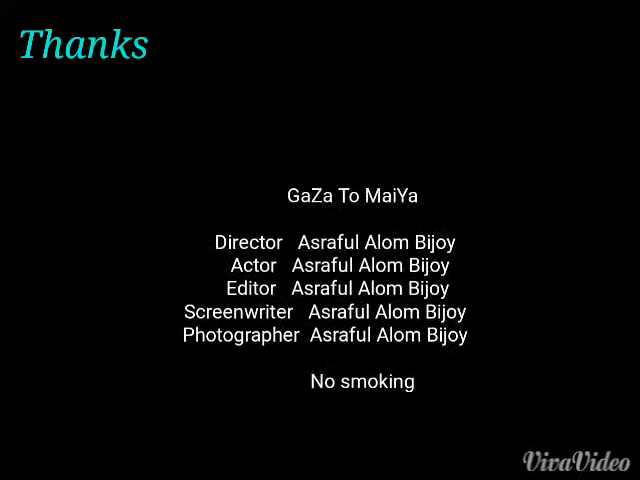 Thanks
GaZa To MaiYa
Director Asraful Alom Bijoy
Actor Asraful Alom Bijoy
Editor Asraful Alom Bijoy
Screenwriter Asraful Alom Bijoy
Photographer Asraful Alom Bijoy
No smoking
VivaVideo